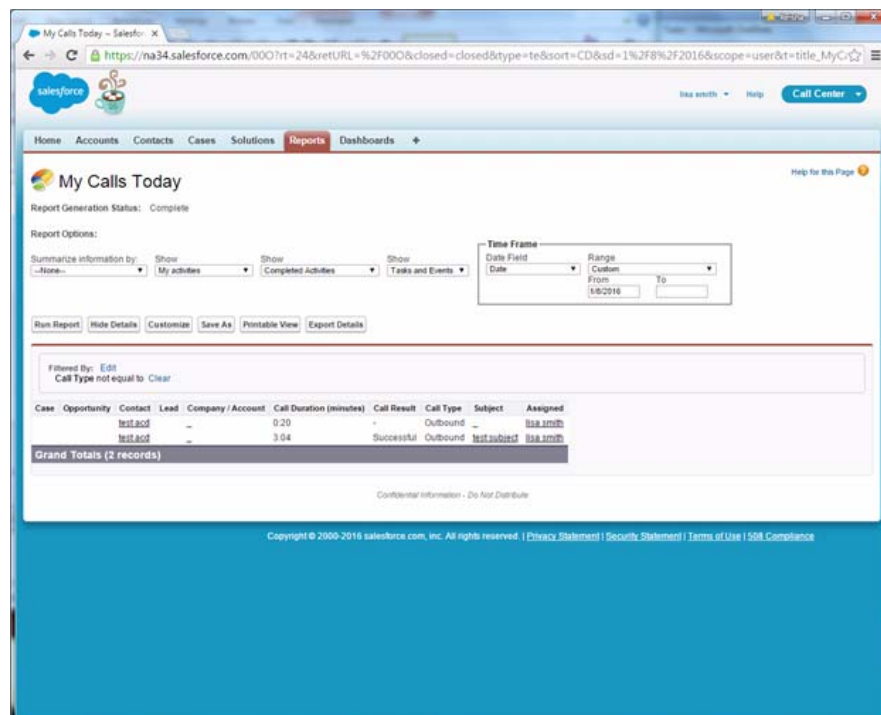 My Calls Today ~ Salesfor
https://na34.salesforce.com/00O?rt=24&retURL=%2F00O&closed=closed&type=te&sort=CD&sd=1%2F8%2F2016&scope=user&t=title_MyC
salesforce
lisa smith Help Call Center
Home Accounts Contacts Cases Solutions Reports Dashboards +
My Calls Today
Help for this Page
Report Generation Status: Complete
Report Options:
Time Frame
Summarize information by: Show Show Show Date Field Range
--None-- My activities Completed Activities Tasks and Events Date Custom
From To
1/8/2016
Run Report Hide Details Customize Save As Printable View Export Details
Filtered By: Edit
Call Type not equal to Clear
Case Opportunity Contact Lead Company / Account Call Duration (minutes) Call Result Call Type Subject Assigned
test acd - 0:20 - Outbound - lisa smith
test acd - 3:04 Successful Outbound test subject lisa smith
Grand Totals (2 records)
Confidential Information - Do Not Distribute
Copyright © 2000-2016 salesforce.com, inc. All rights reserved. | Privacy Statement | Security Statement | Terms of Use | 508 Compliance